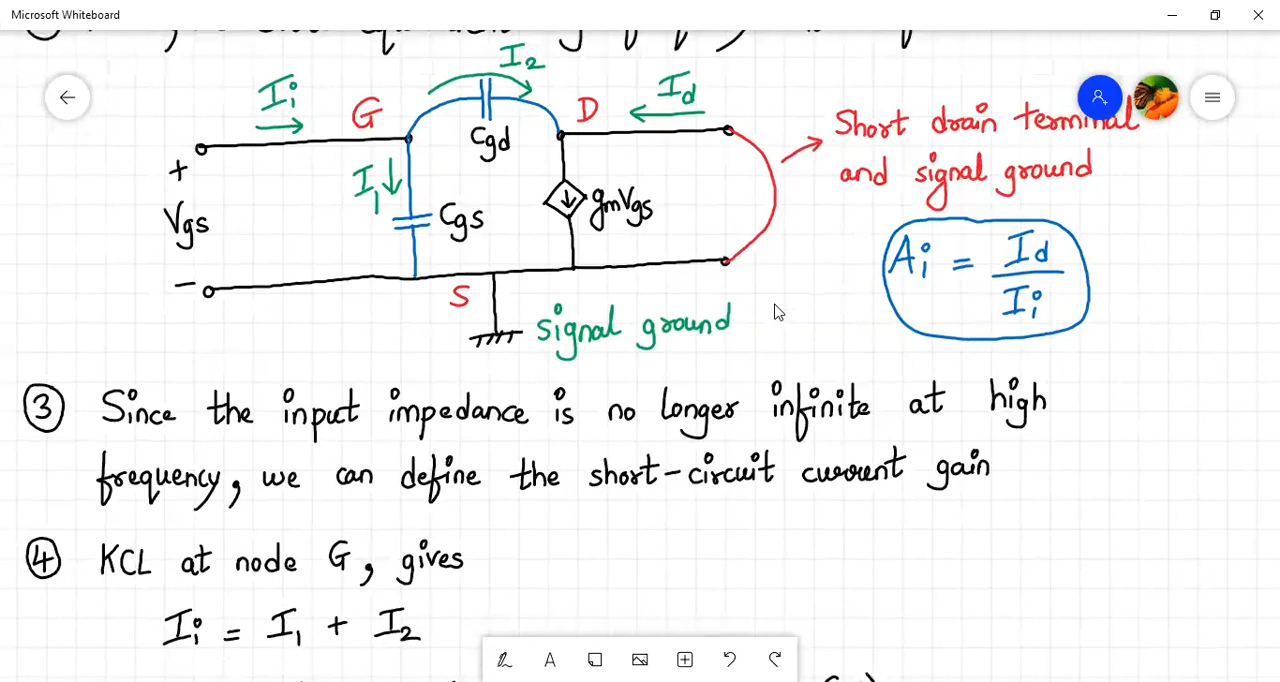 Microsoft Whiteboard
I2
Ii
G
D
Id
Cgd
Short drain terminal
and signal ground
+
Vgs
-
I1
Cgs
gmVgs
Ai = Id / Ii
S
signal ground
③ Since the input impedance is no longer infinite at high
frequency, we can define the short-circuit current gain
④ KCL at node G, gives
Ii = I1 + I2
A